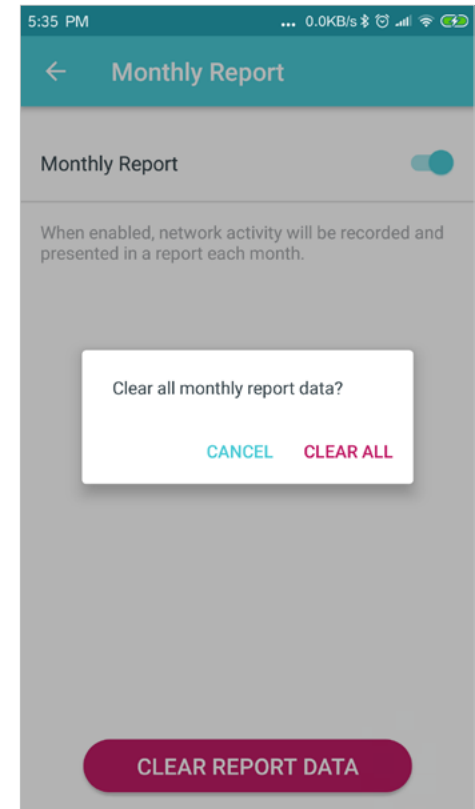 5:35 PM ... 0.0KB/s
Monthly Report
Monthly Report
When enabled, network activity will be recorded and
presented in a report each month.
Clear all monthly report data?
CANCEL CLEAR ALL
CLEAR REPORT DATA